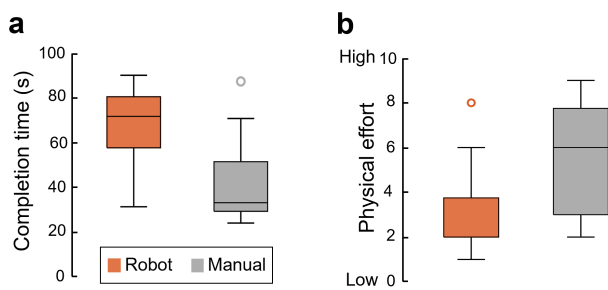 a
Completion time (s)
100
80
60
40
20
0
Robot Manual
b
Physical effort
High 10
8
6
4
2
Low 0